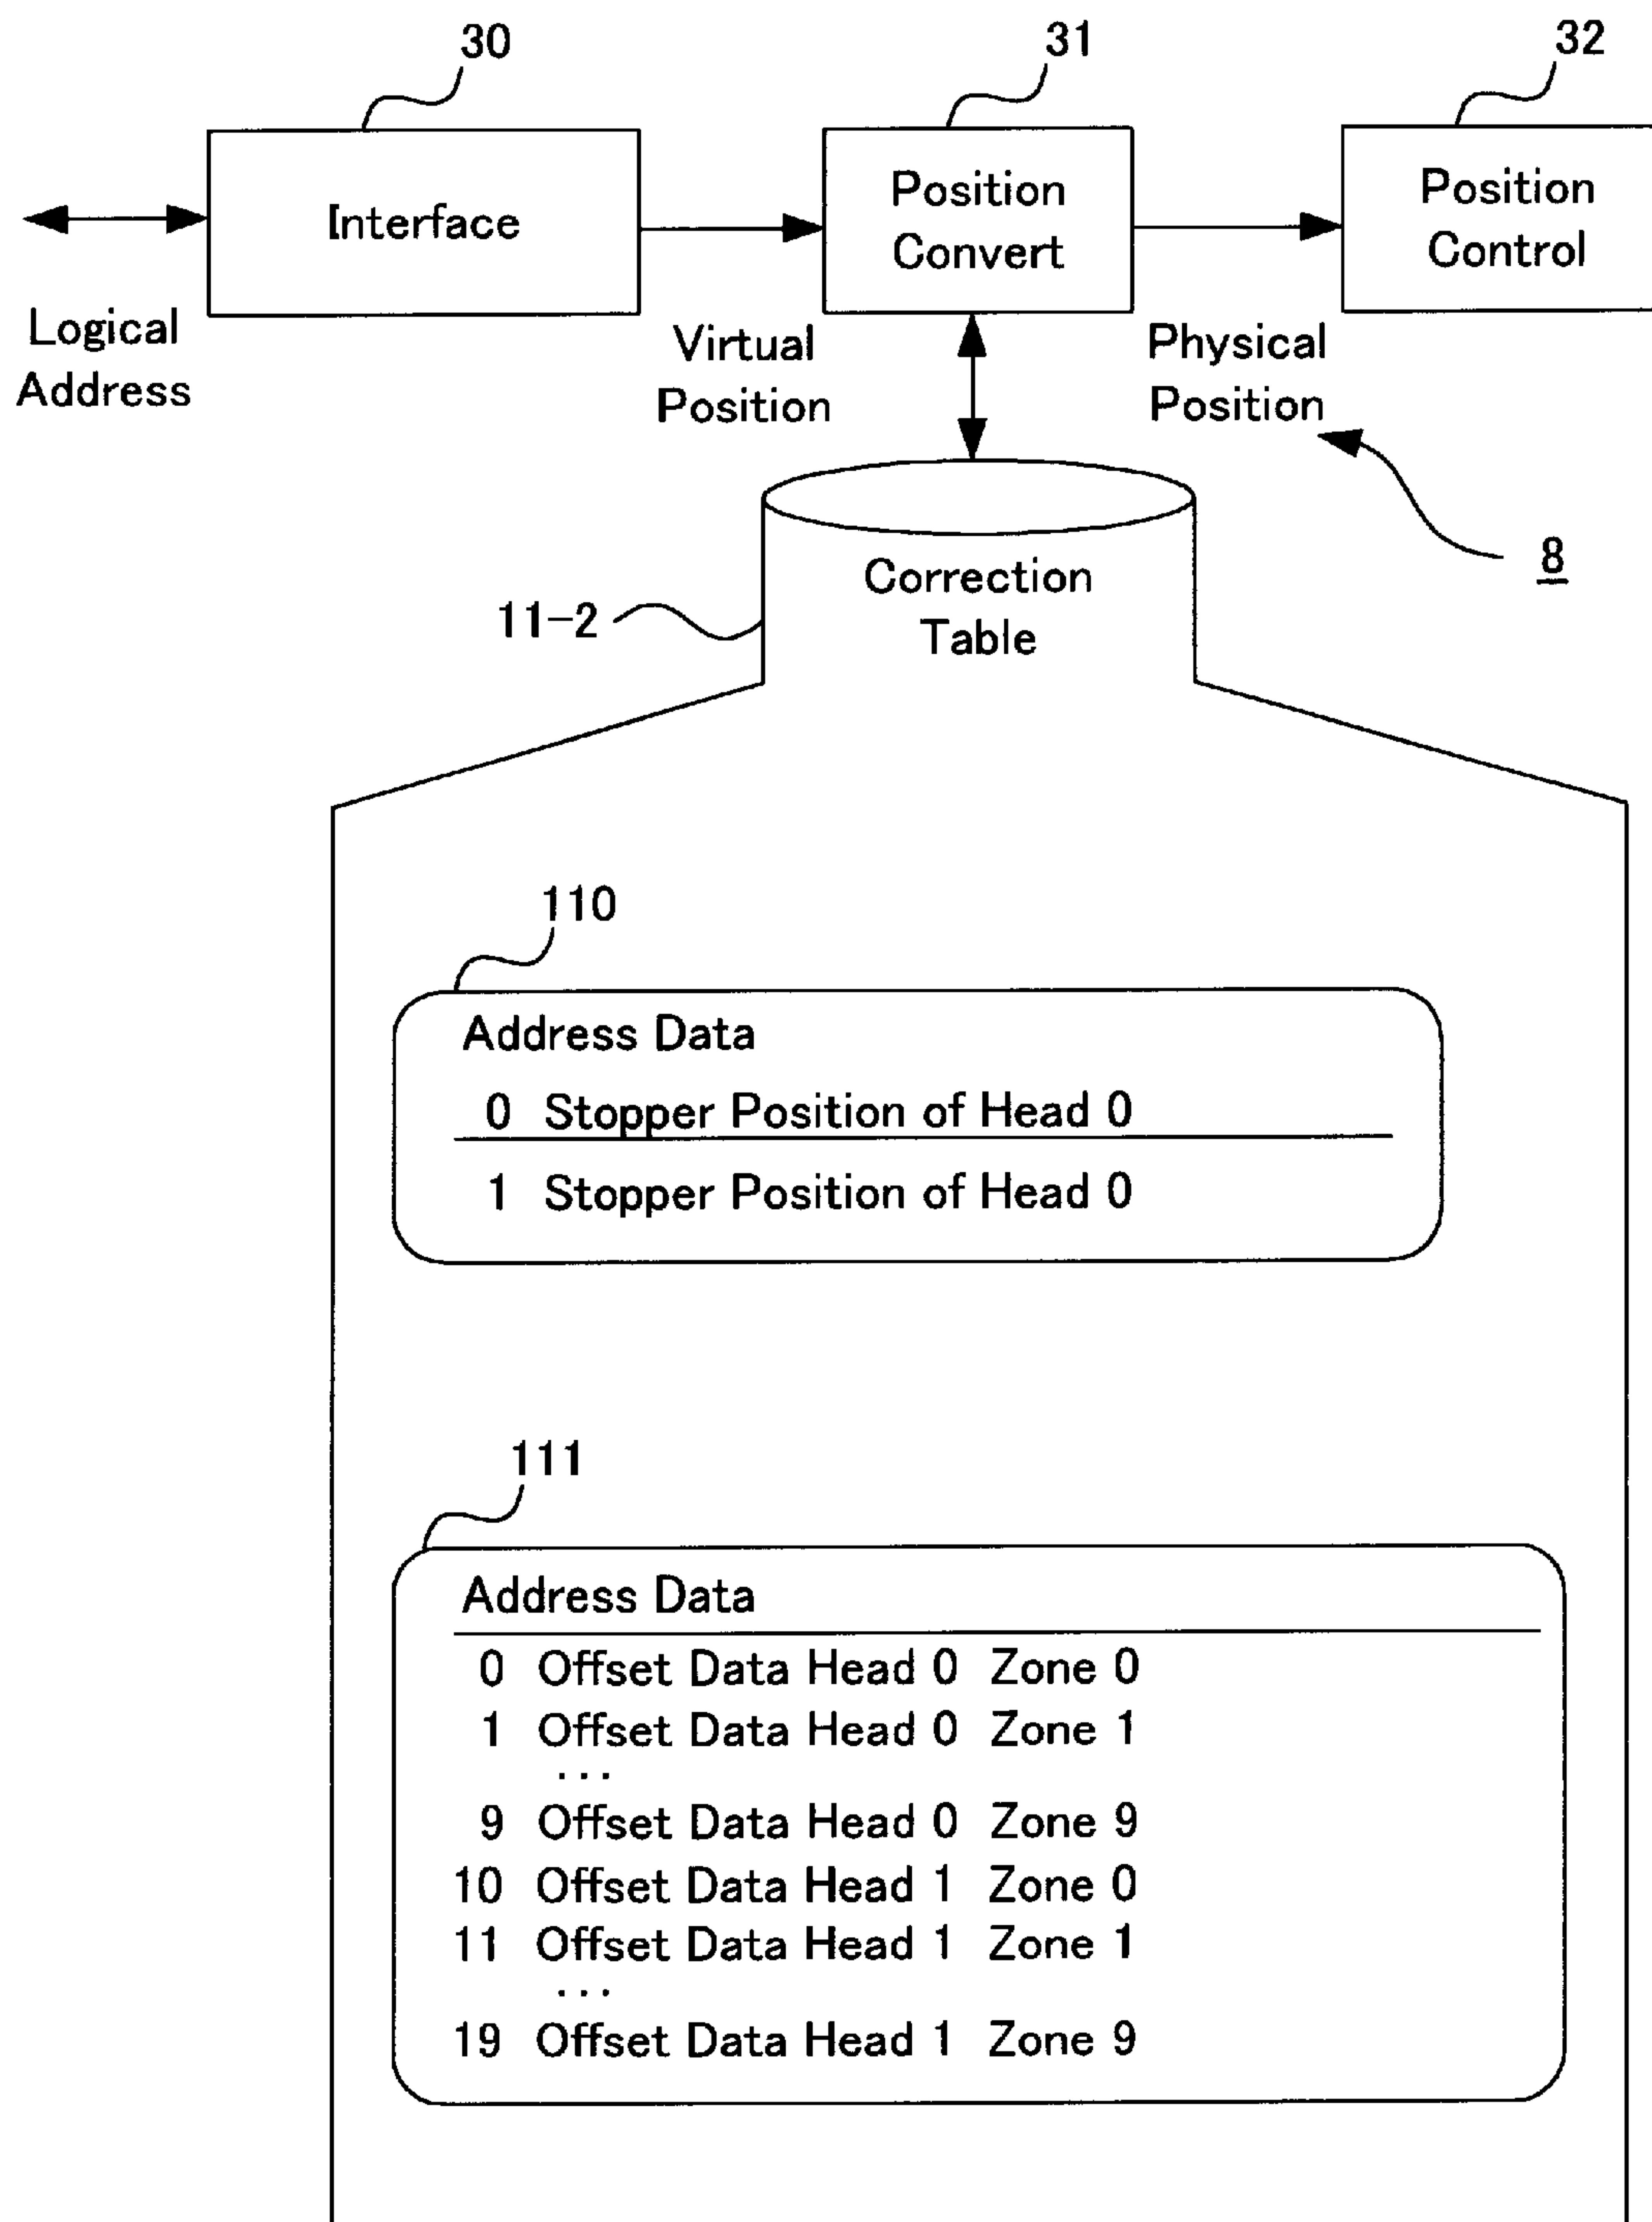 30
31
32
Interface
Position
Convert
Position
Control
Logical
Address
Virtual
Position
Physical
Position
8
Correction
Table
11-2
110
Address Data
0 Stopper Position of Head 0
1 Stopper Position of Head 0
111
Address Data
0 Offset Data Head 0 Zone 0
1 Offset Data Head 0 Zone 1
...
9 Offset Data Head 0 Zone 9
10 Offset Data Head 1 Zone 0
11 Offset Data Head 1 Zone 1
...
19 Offset Data Head 1 Zone 9